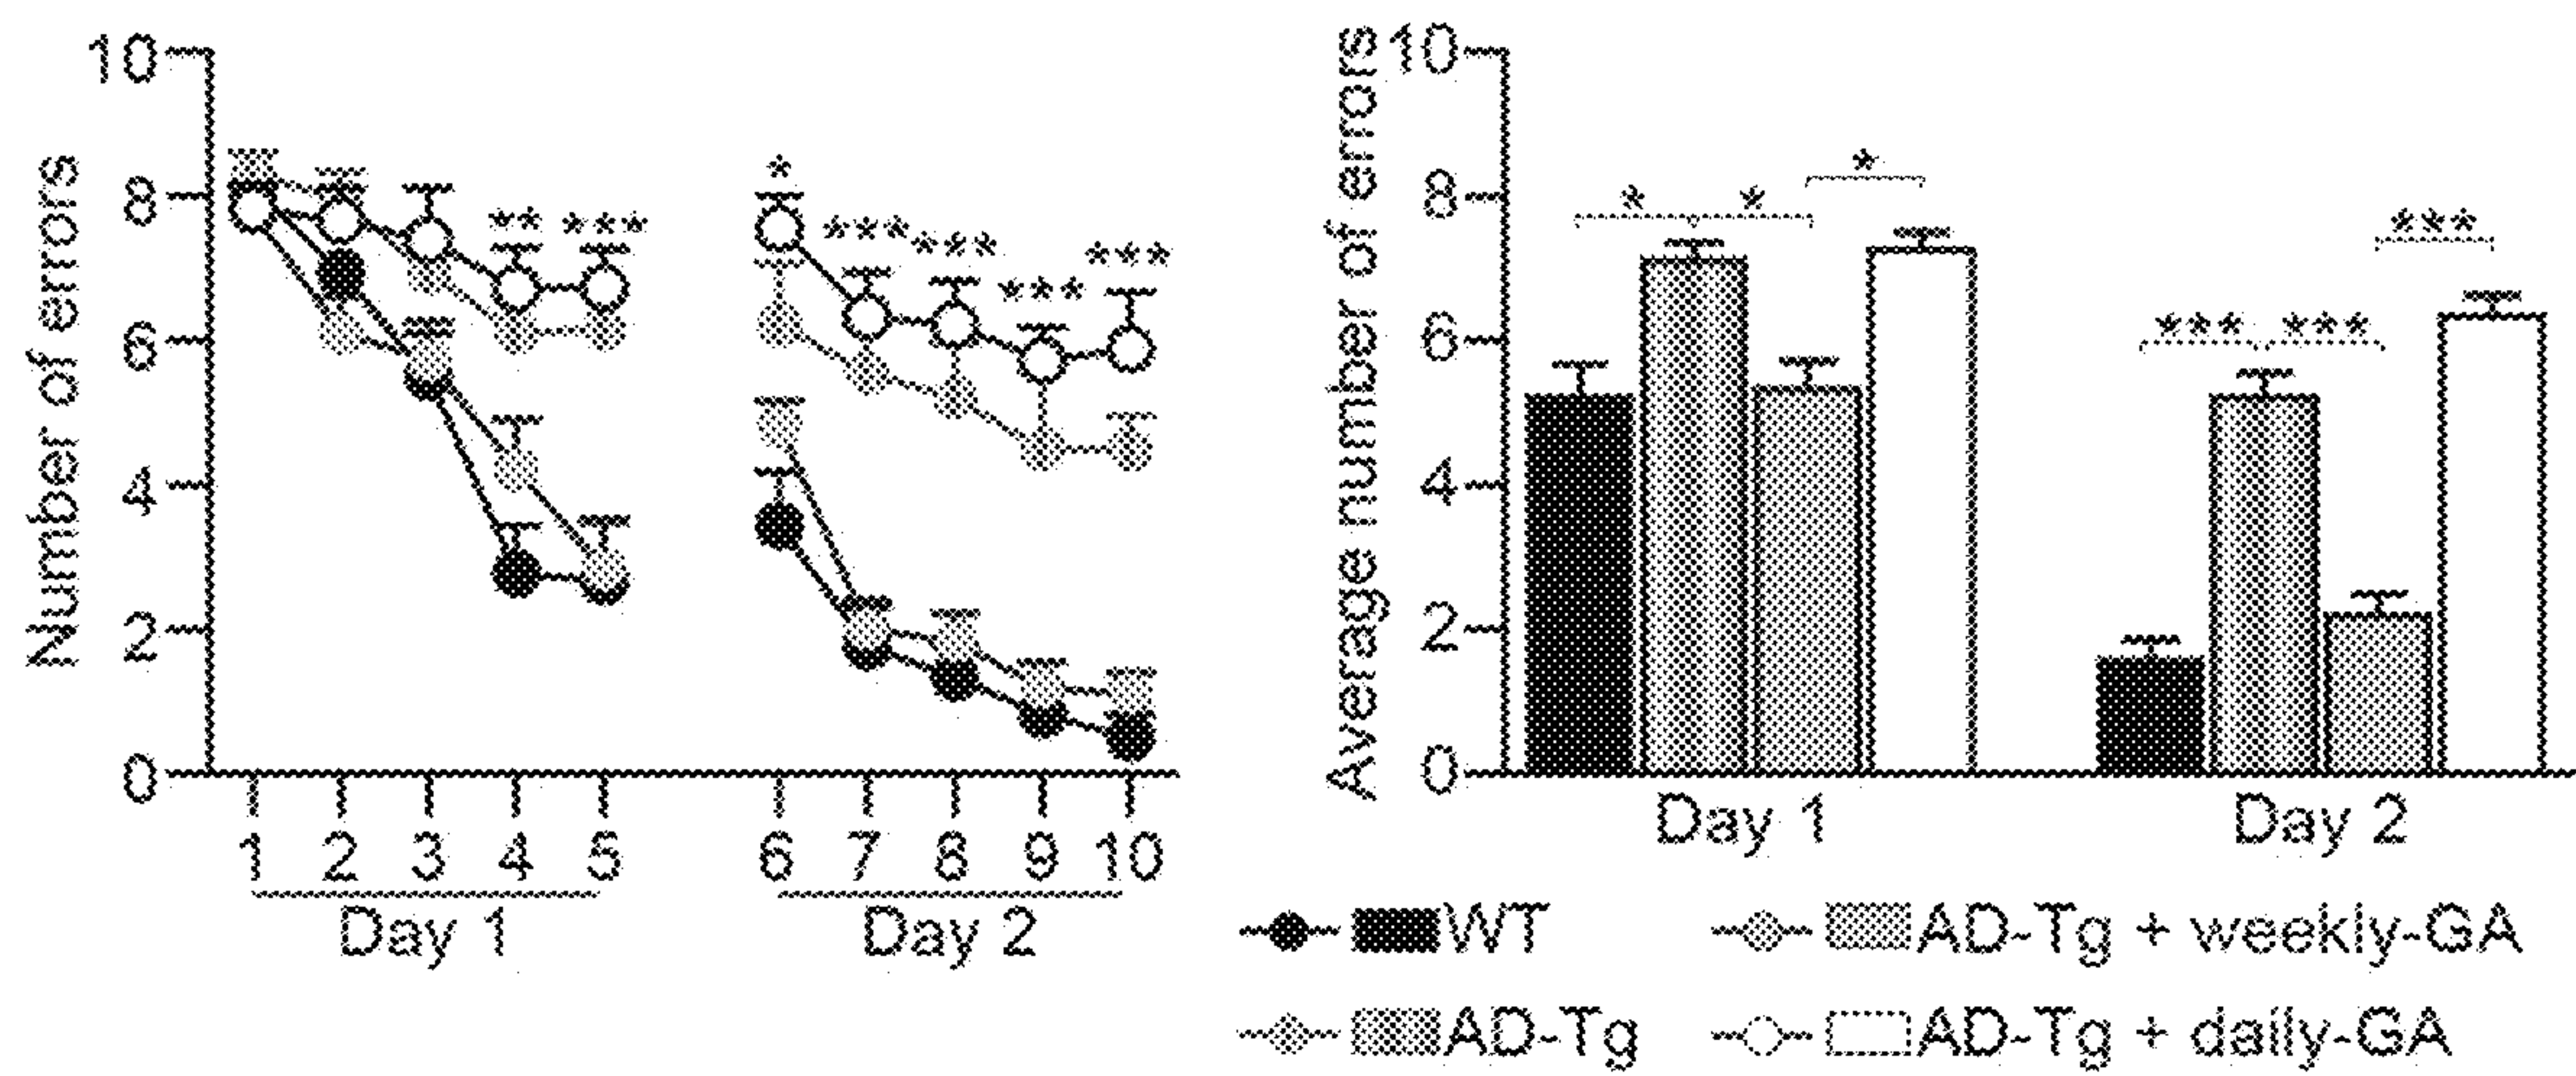 Number of errors
10
8
6
4
2
0
*
** ***
*** *** *** ***
1 2 3 4 5 6 7 8 9 10
Day 1 Day 2
Average number of errors
10
8
6
4
2
0
* * *
*** *** ***
Day 1 Day 2
WT AD-Tg + weekly-GA
AD-Tg AD-Tg + daily-GA